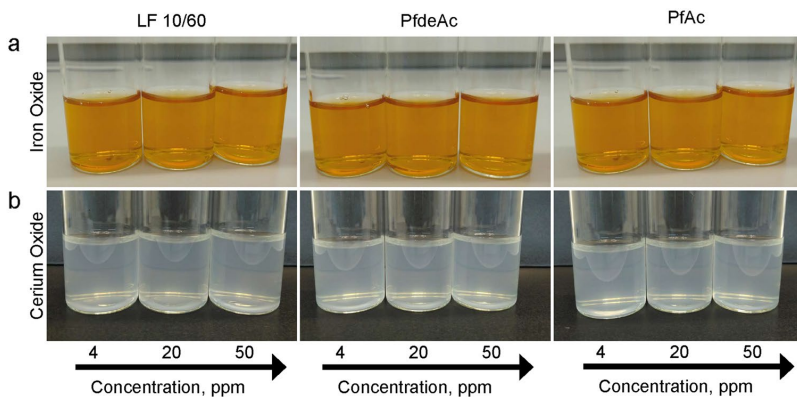 LF 10/60 PfdeAc PfAc
a
Iron Oxide
b
Cerium Oxide
4 20 50 4 20 50 4 20 50
Concentration, ppm Concentration, ppm Concentration, ppm